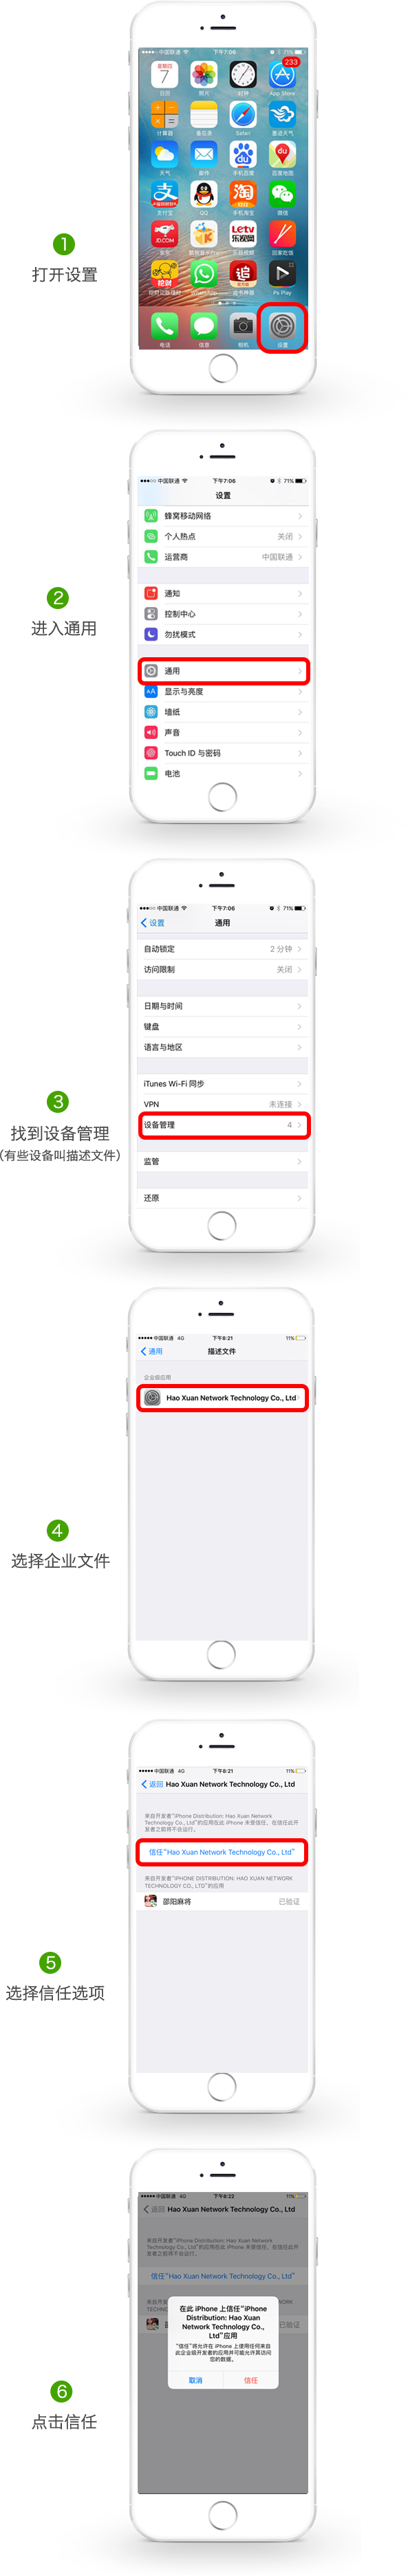 ●●●●○ 中国联通 下午7:06 71%
星期四
7
233
日历
照片
时钟
App Store
计算器
备忘录
Safari
墨迹天气
天气
邮件
du
手机百度
du
百度地图
支
支付宝
QQ
淘
手机淘宝
微信
JD.COM
京东
Letv
乐视网
乐视视频
回家吃饭
挖财
追
追书神器
Ps Play
电话
信息
相机
设置
1
打开设置
●●●○○ 中国联通 下午7:06 71%
设置
蜂窝移动网络
个人热点 关闭
运营商 中国联通
通知
控制中心
勿扰模式
通用
AA 显示与亮度
墙纸
声音
Touch ID 与密码
电池
2
进入通用
●●●○○ 中国联通 下午7:06 71%
设置 通用
自动锁定 2 分钟
访问限制 关闭
日期与时间
键盘
语言与地区
iTunes Wi-Fi 同步
VPN 未连接
设备管理 4
监管
还原
3
找到设备管理
(有些设备叫描述文件)
●●●●● 中国联通 4G 下午8:21 11%
通用 描述文件
企业级应用
Hao Xuan Network Technology Co., Ltd
4
选择企业文件
●●●●● 中国联通 4G 下午8:21 11%
返回 Hao Xuan Network Technology Co., Ltd
来自开发者“iPhone Distribution: Hao Xuan Network
Technology Co., Ltd”的应用在此 iPhone 未受信任，在信任此开
发者之前将不会运行。
信任“Hao Xuan Network Technology Co., Ltd”
来自开发者“IPHONE DISTRIBUTION: HAO XUAN NETWORK
TECHNOLOGY CO., LTD”的应用
邵阳麻将 已验证
5
选择信任选项
●●●●● 中国联通 4G 下午8:22 11%
返回 Hao Xuan Network Technology Co., Ltd
来自开发者“iPhone Distribution: Hao Xuan Network
Technology Co., Ltd”的应用在此 iPhone 未受信任，在信任此开
发者之前将不会运行。
信任“Hao Xuan Network Technology Co., Ltd”
在此 iPhone 上信任“iPhone
Distribution: Hao Xuan
Network Technology Co.,
Ltd”应用
“信任”将允许在 iPhone 上使用任何来自
此企业级开发者的应用并可能允许其访问
您的数据。
取消 信任
已验证
6
点击信任